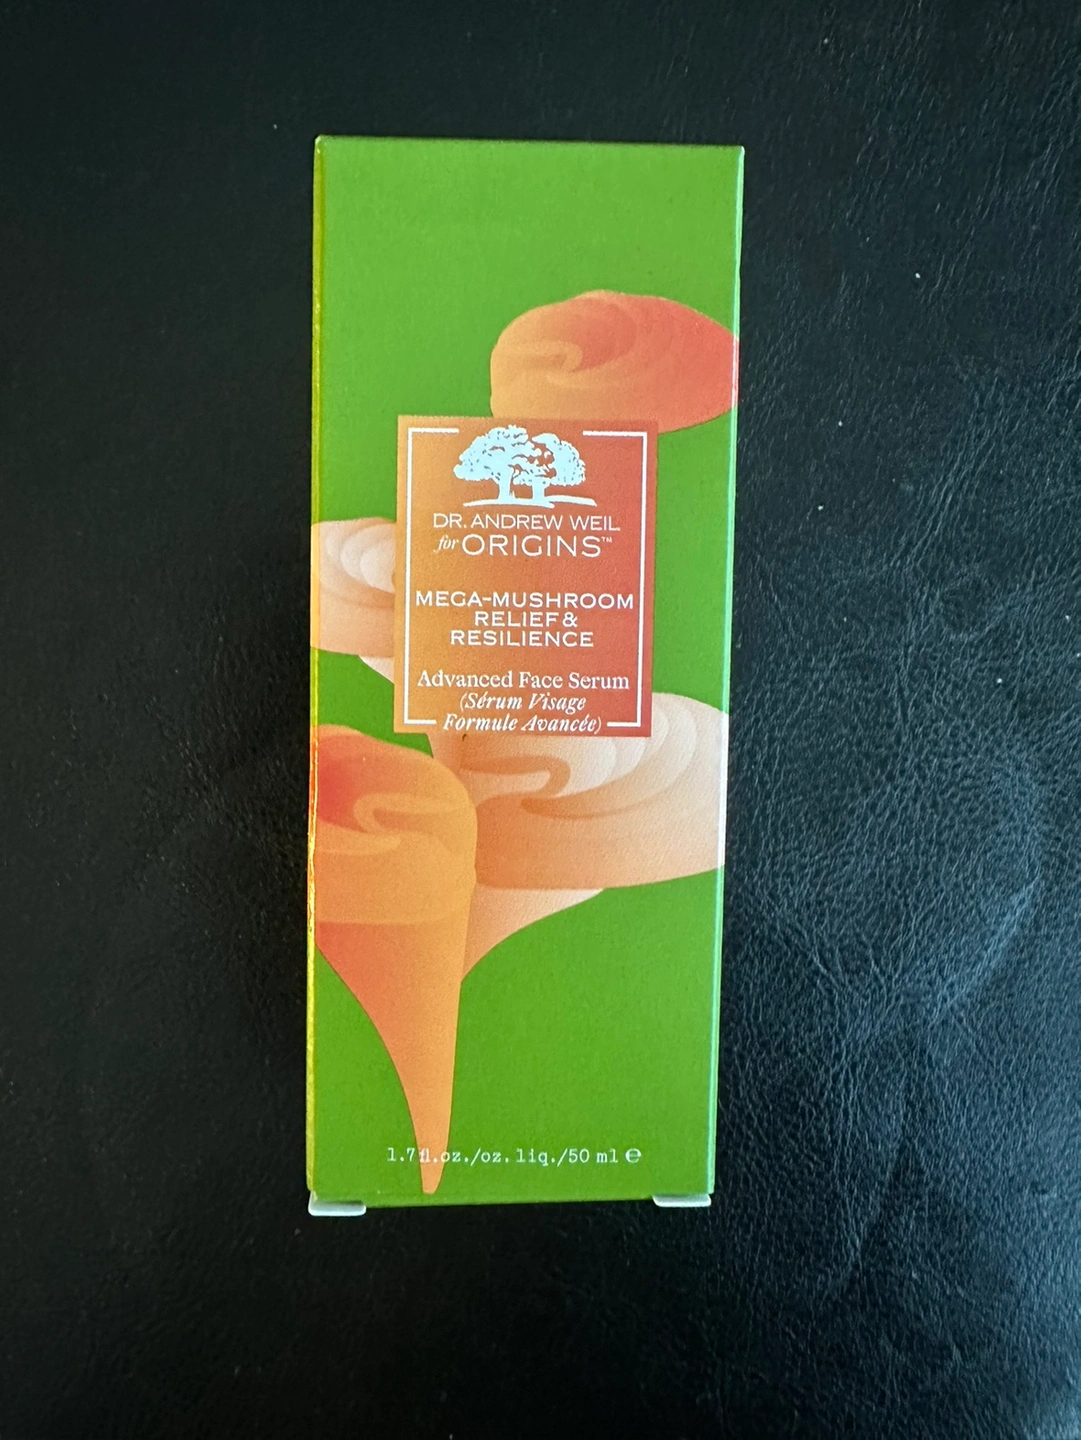 DR. ANDREW WEIL
for ORIGINS™
MEGA-MUSHROOM
RELIEF &
RESILIENCE
Advanced Face Serum
(Sérum Visage
Formule Avancée)
1.7 fl.oz./oz. liq./50 ml ℮